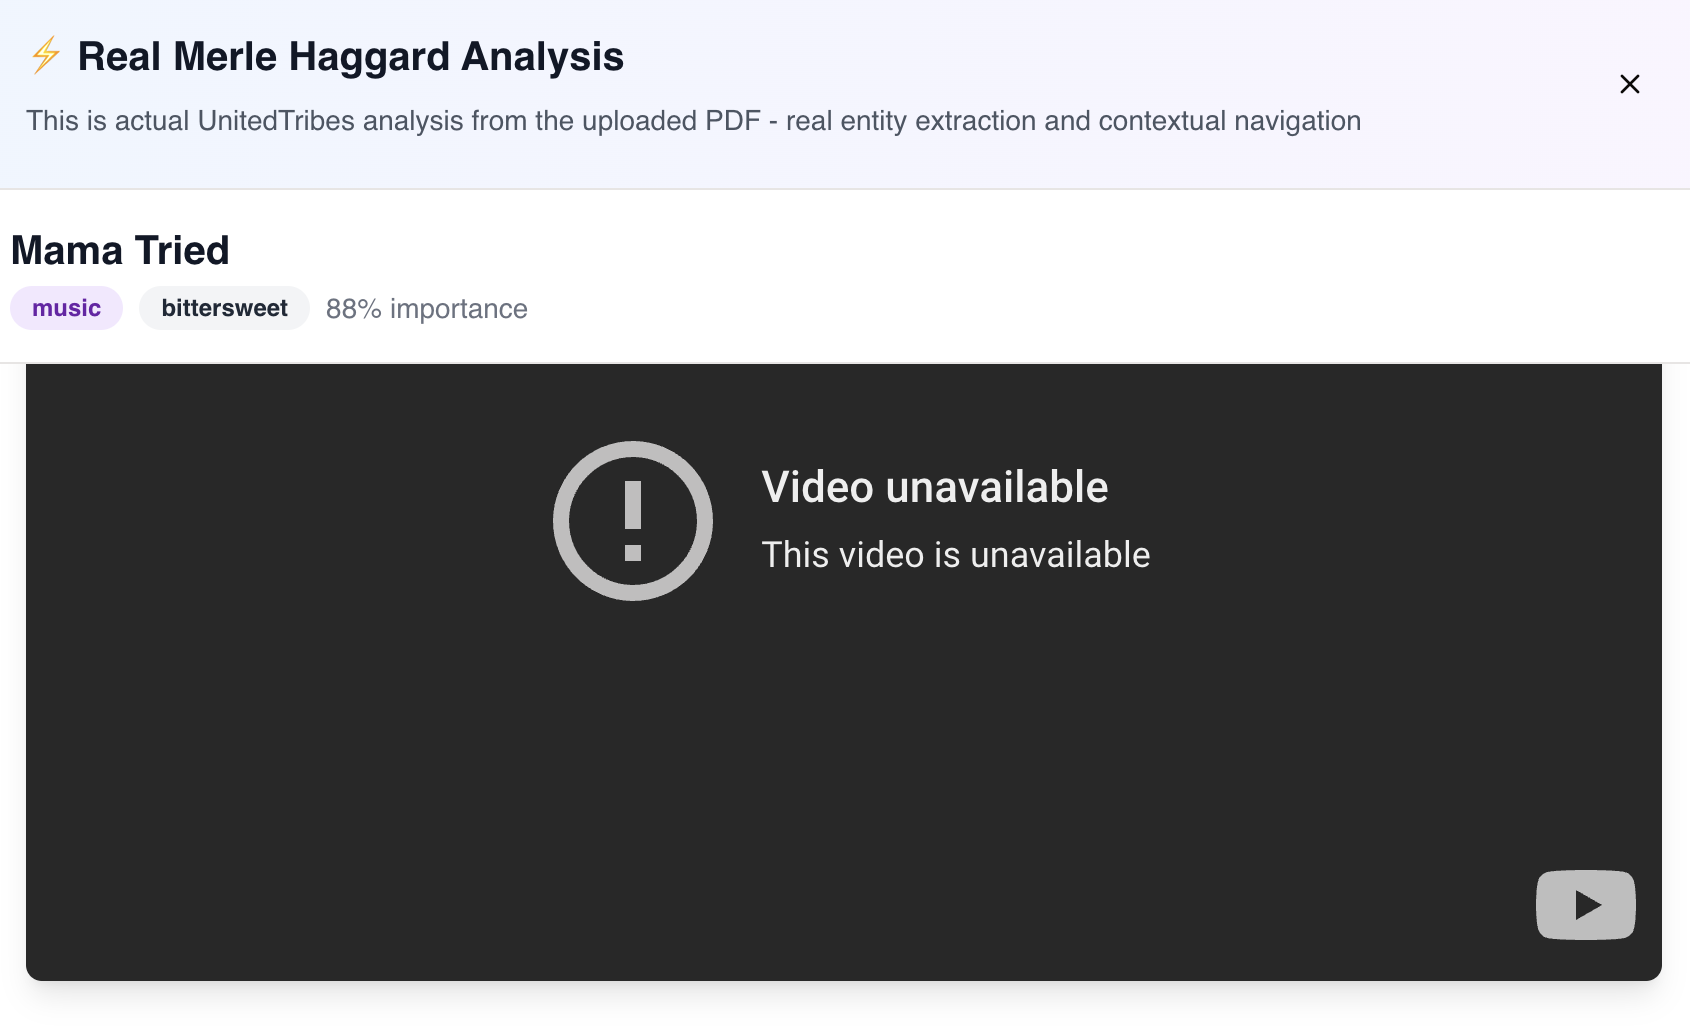 ⚡ Real Merle Haggard Analysis
This is actual UnitedTribes analysis from the uploaded PDF - real entity extraction and contextual navigation
Mama Tried
music bittersweet 88% importance
Video unavailable
This video is unavailable